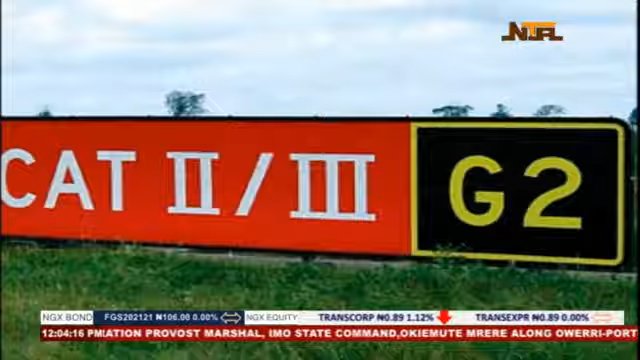 NTA
CAT II/III G2
NGX BOND FGS202121 ₦106.00 0.00% NGX EQUITY TRANSCORP ₦0.89 1.12% TRANSEXPR ₦0.89 0.00%
12:04:16 PM MATION PROVOST MARSHAL, IMO STATE COMMAND,OKIEMUTE MRERE ALONG OWERRI-PORT